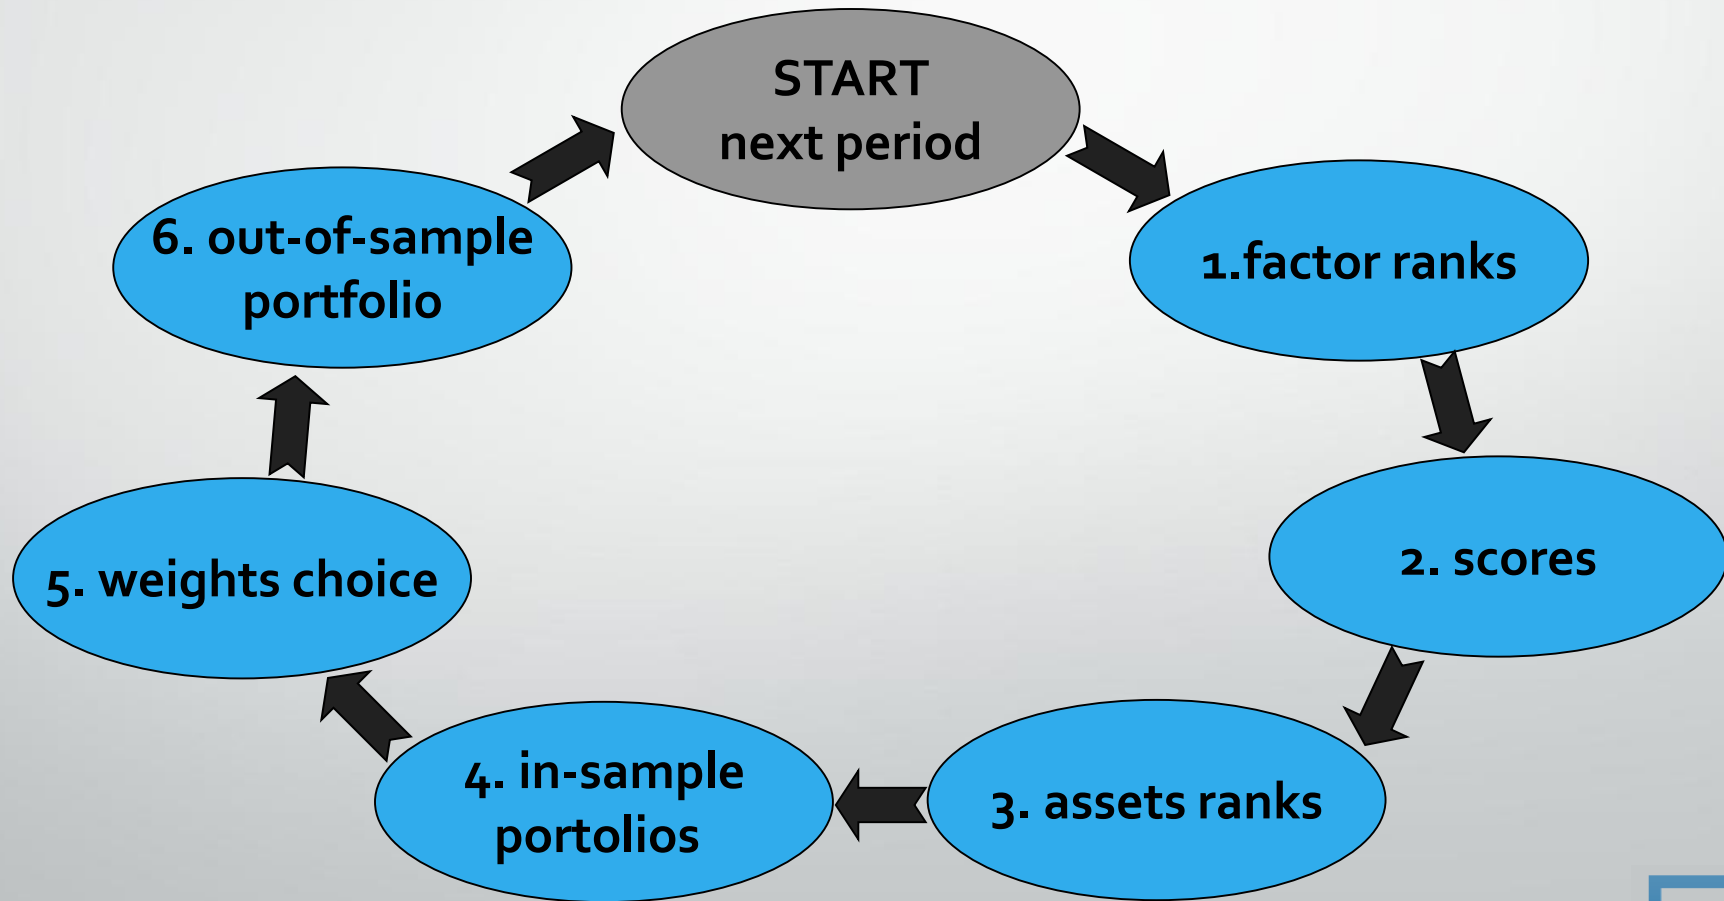 START
next period
1.factor ranks
2. scores
3. assets ranks
4. in-sample
portolios
5. weights choice
6. out-of-sample
portfolio